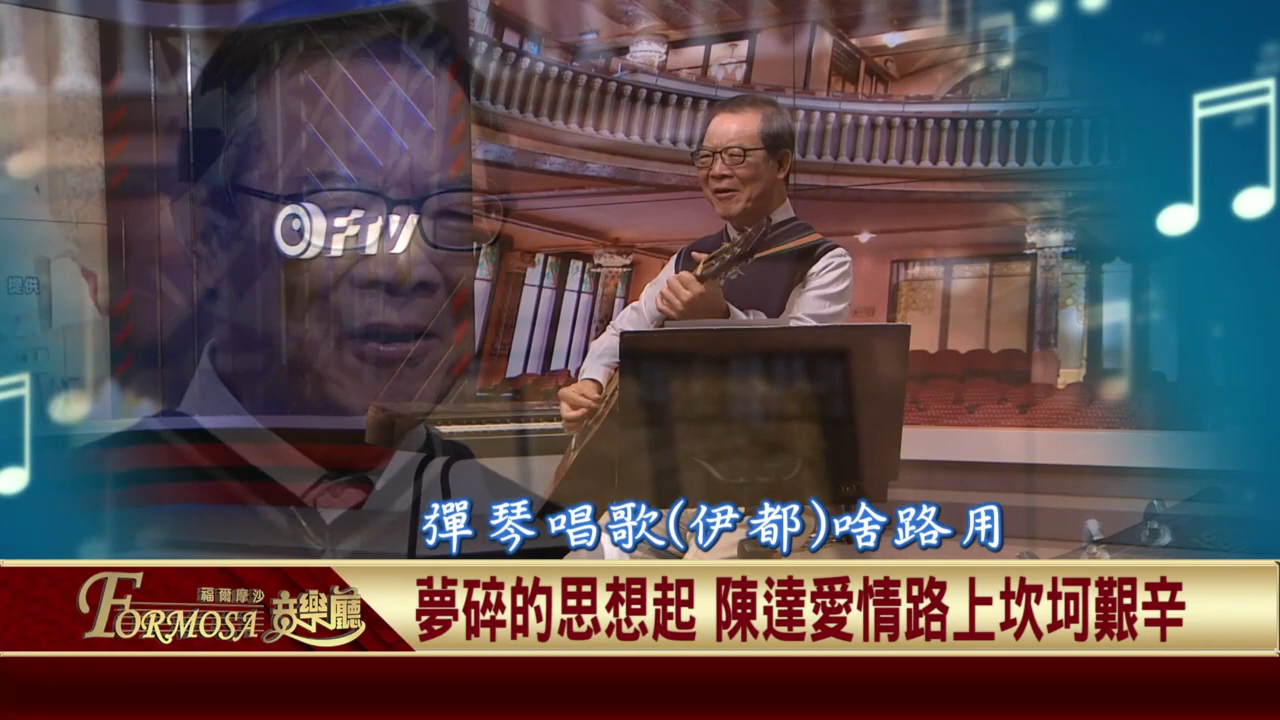 FTV
提供
彈琴唱歌(伊都)啥路用
福爾摩沙
FORMOSA 音樂廳
夢碎的思想起 陳達愛情路上坎坷艱辛